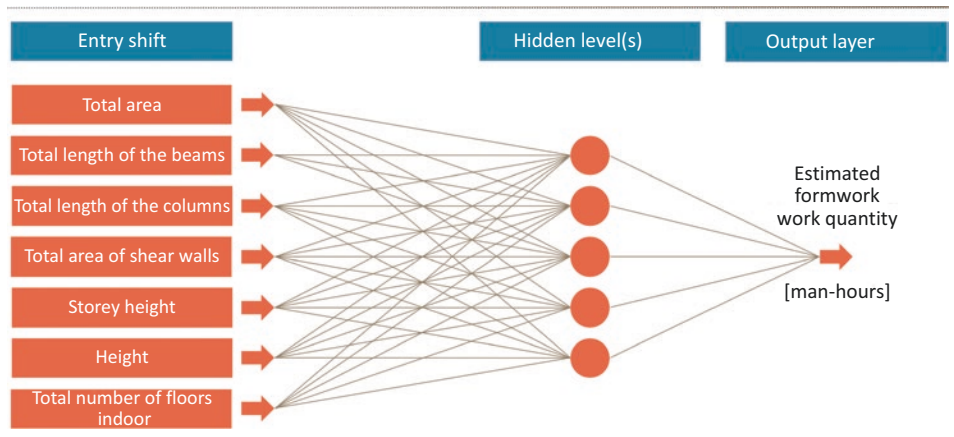 Entry shift
Hidden level(s)
Output layer
Total area
Total length of the beams
Total length of the columns
Total area of shear walls
Storey height
Height
Total number of floors
indoor
Estimated
formwork
work quantity
[man-hours]